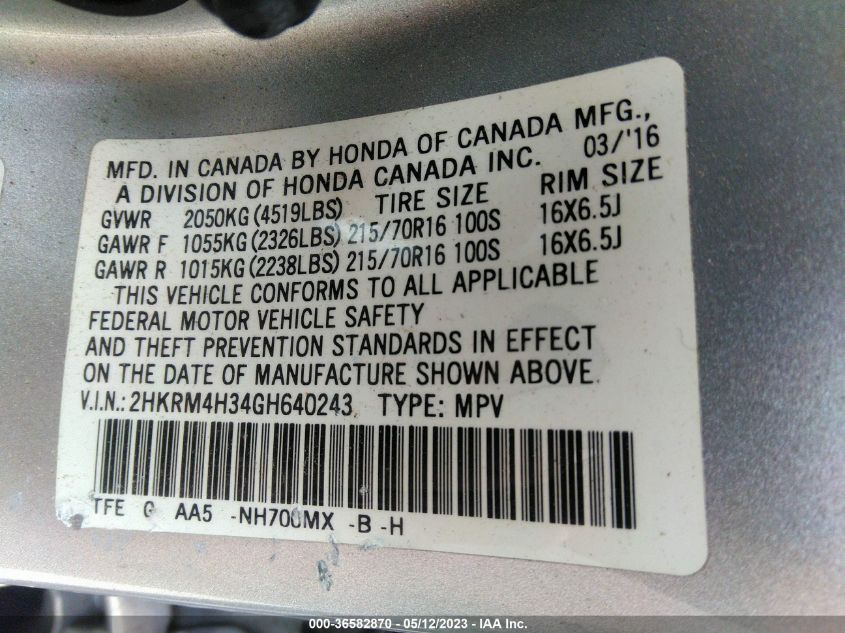 MFD. IN CANADA BY HONDA OF CANADA MFG.,
A DIVISION OF HONDA CANADA INC. 03/'16
GVWR 2050KG (4519LBS) TIRE SIZE RIM SIZE
GAWR F 1055KG (2326LBS) 215/70R16 100S 16X6.5J
GAWR R 1015KG (2238LBS) 215/70R16 100S 16X6.5J
THIS VEHICLE CONFORMS TO ALL APPLICABLE
FEDERAL MOTOR VEHICLE SAFETY
AND THEFT PREVENTION STANDARDS IN EFFECT
ON THE DATE OF MANUFACTURE SHOWN ABOVE.
V.I.N.: 2HKRM4H34GH640243 TYPE: MPV
TFE G AA5 -NH700MX -B -H
000-36582870 - 05/12/2023 - IAA Inc.